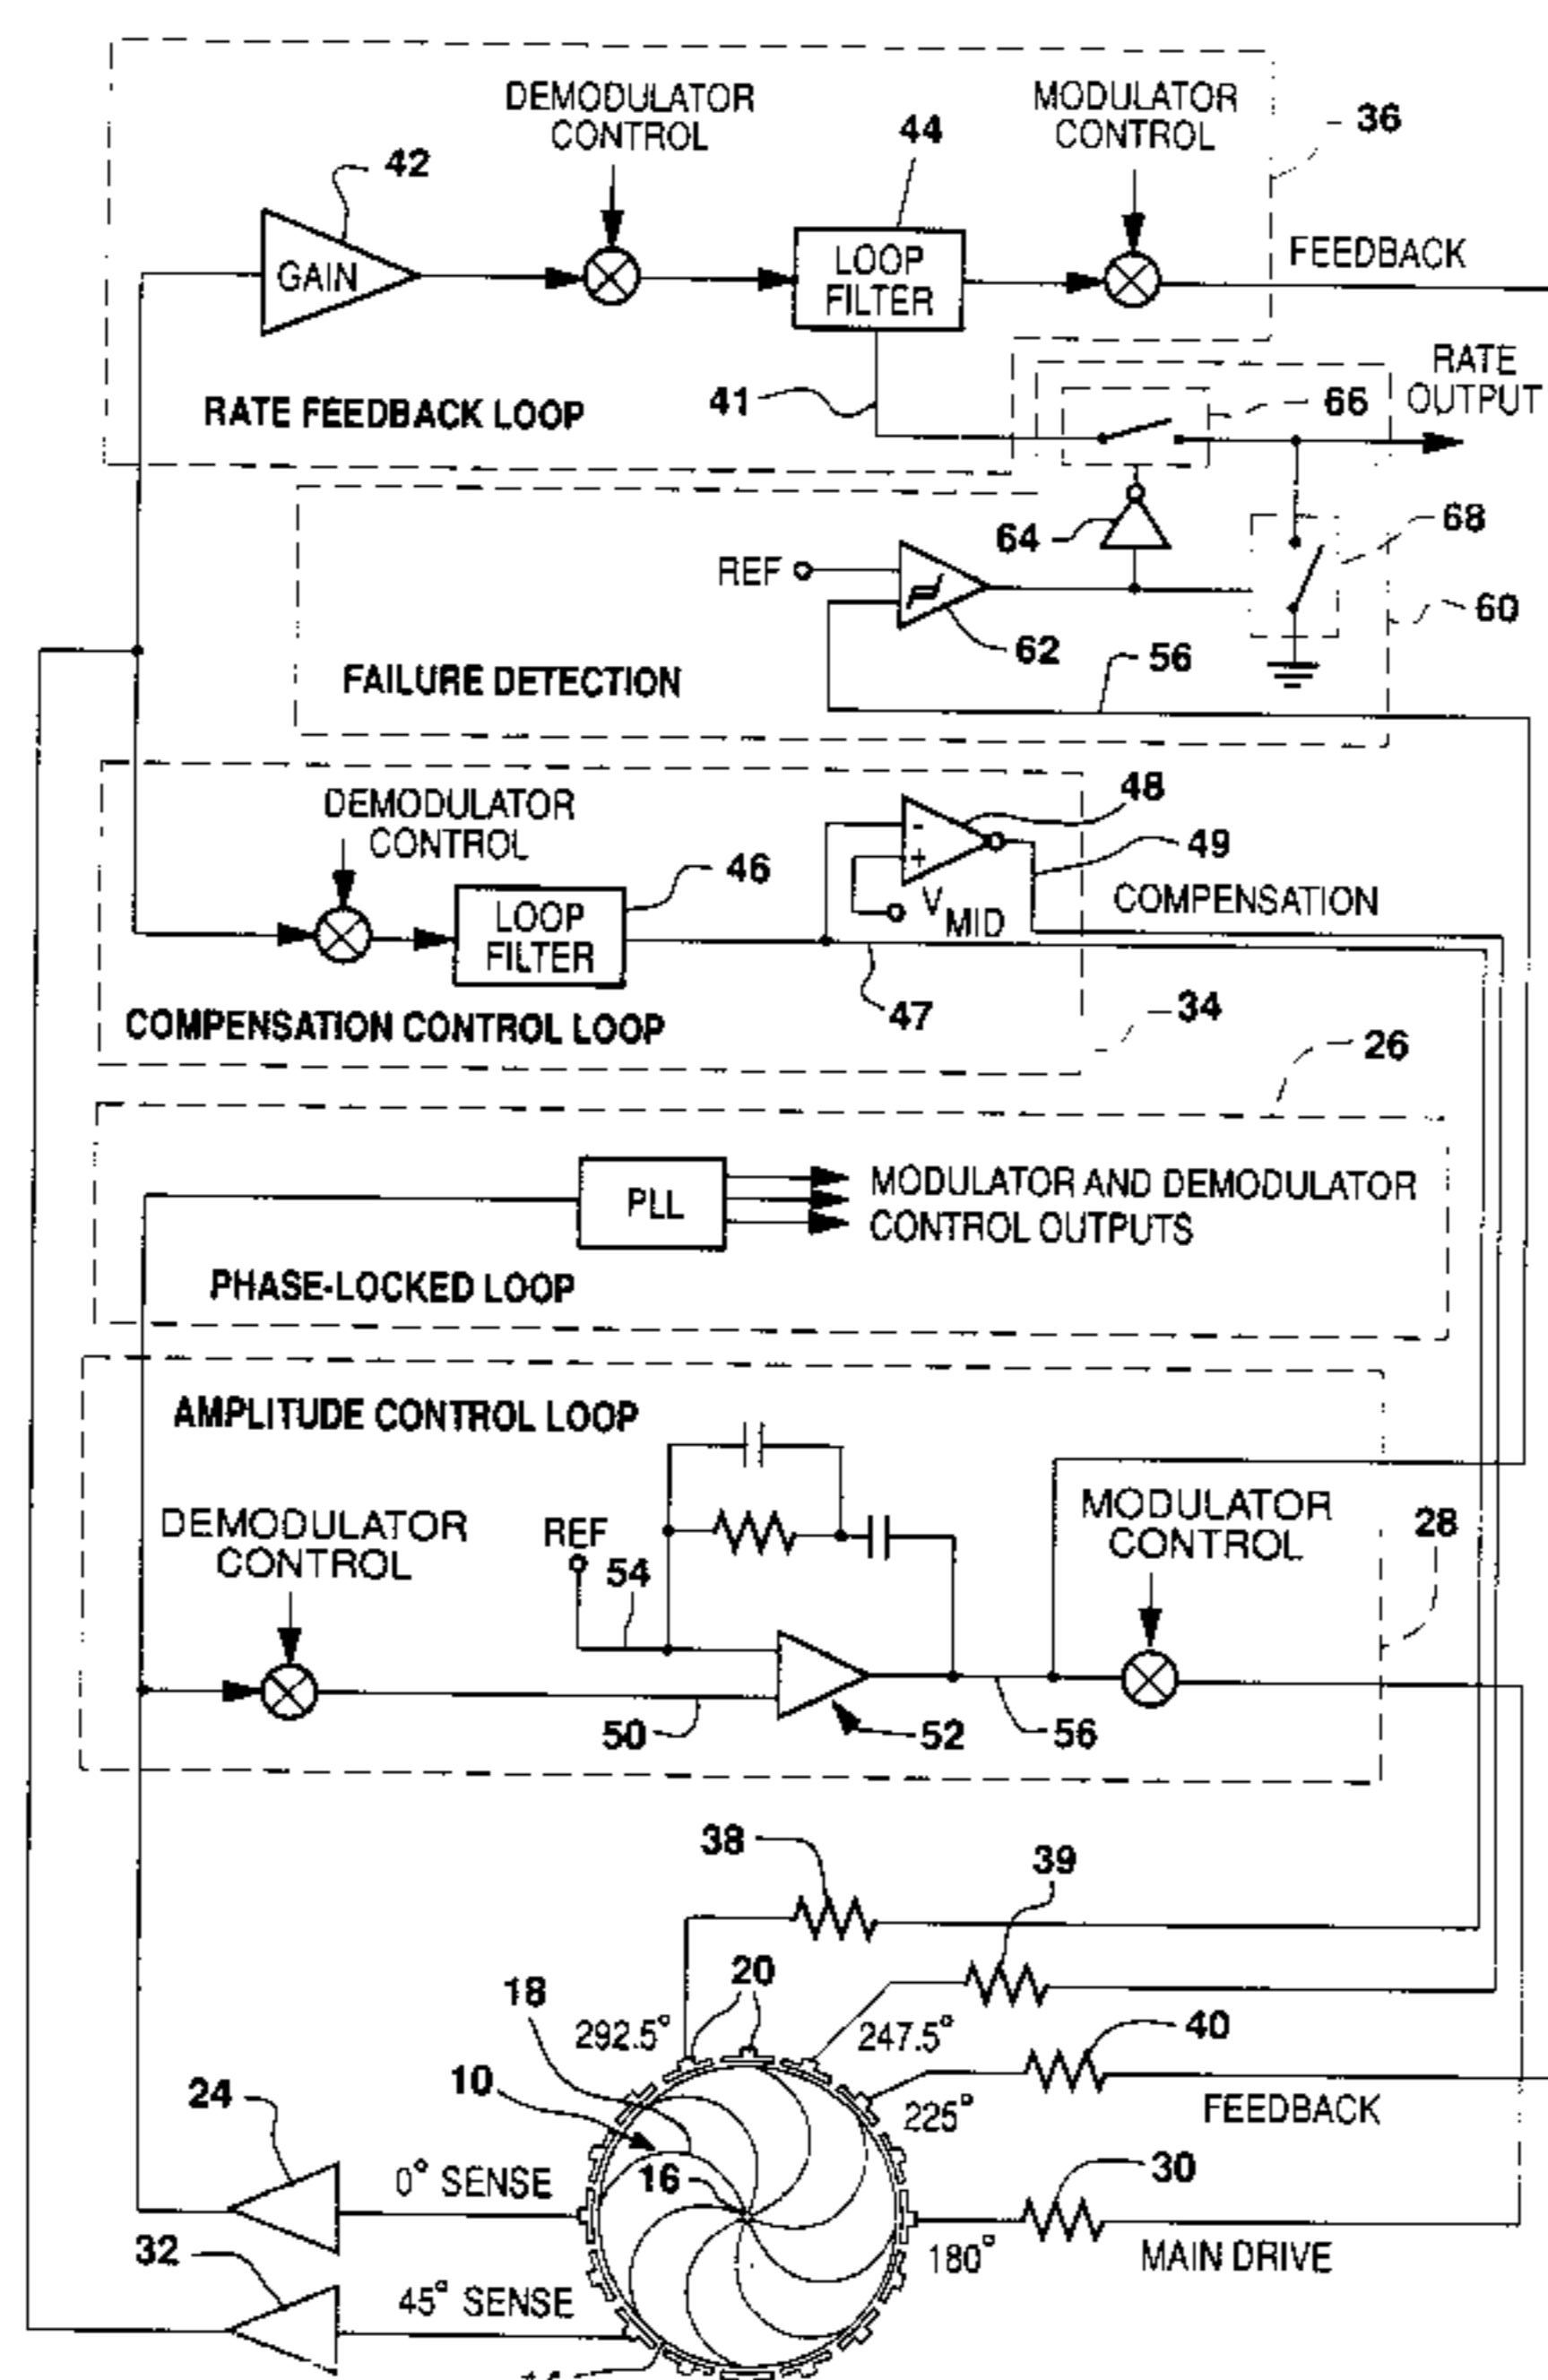 DEMODULATOR
CONTROL
44
MODULATOR
CONTROL
36
42
GAIN
LOOP
FILTER
FEEDBACK
RATE
OUTPUT
41
66
RATE FEEDBACK LOOP
64
68
REF
60
62
56
FAILURE DETECTION
DEMODULATOR
CONTROL
48
49
46
-
+
V MID
COMPENSATION
LOOP
FILTER
47
34
COMPENSATION CONTROL LOOP
26
PLL
MODULATOR AND DEMODULATOR
CONTROL OUTPUTS
PHASE-LOCKED LOOP
AMPLITUDE CONTROL LOOP
DEMODULATOR
CONTROL
REF
54
MODULATOR
CONTROL
28
50
52
56
38
39
18
20
292.5°
247.5°
40
10
24
225°
FEEDBACK
0° SENSE
16
30
32
180°
MAIN DRIVE
45° SENSE